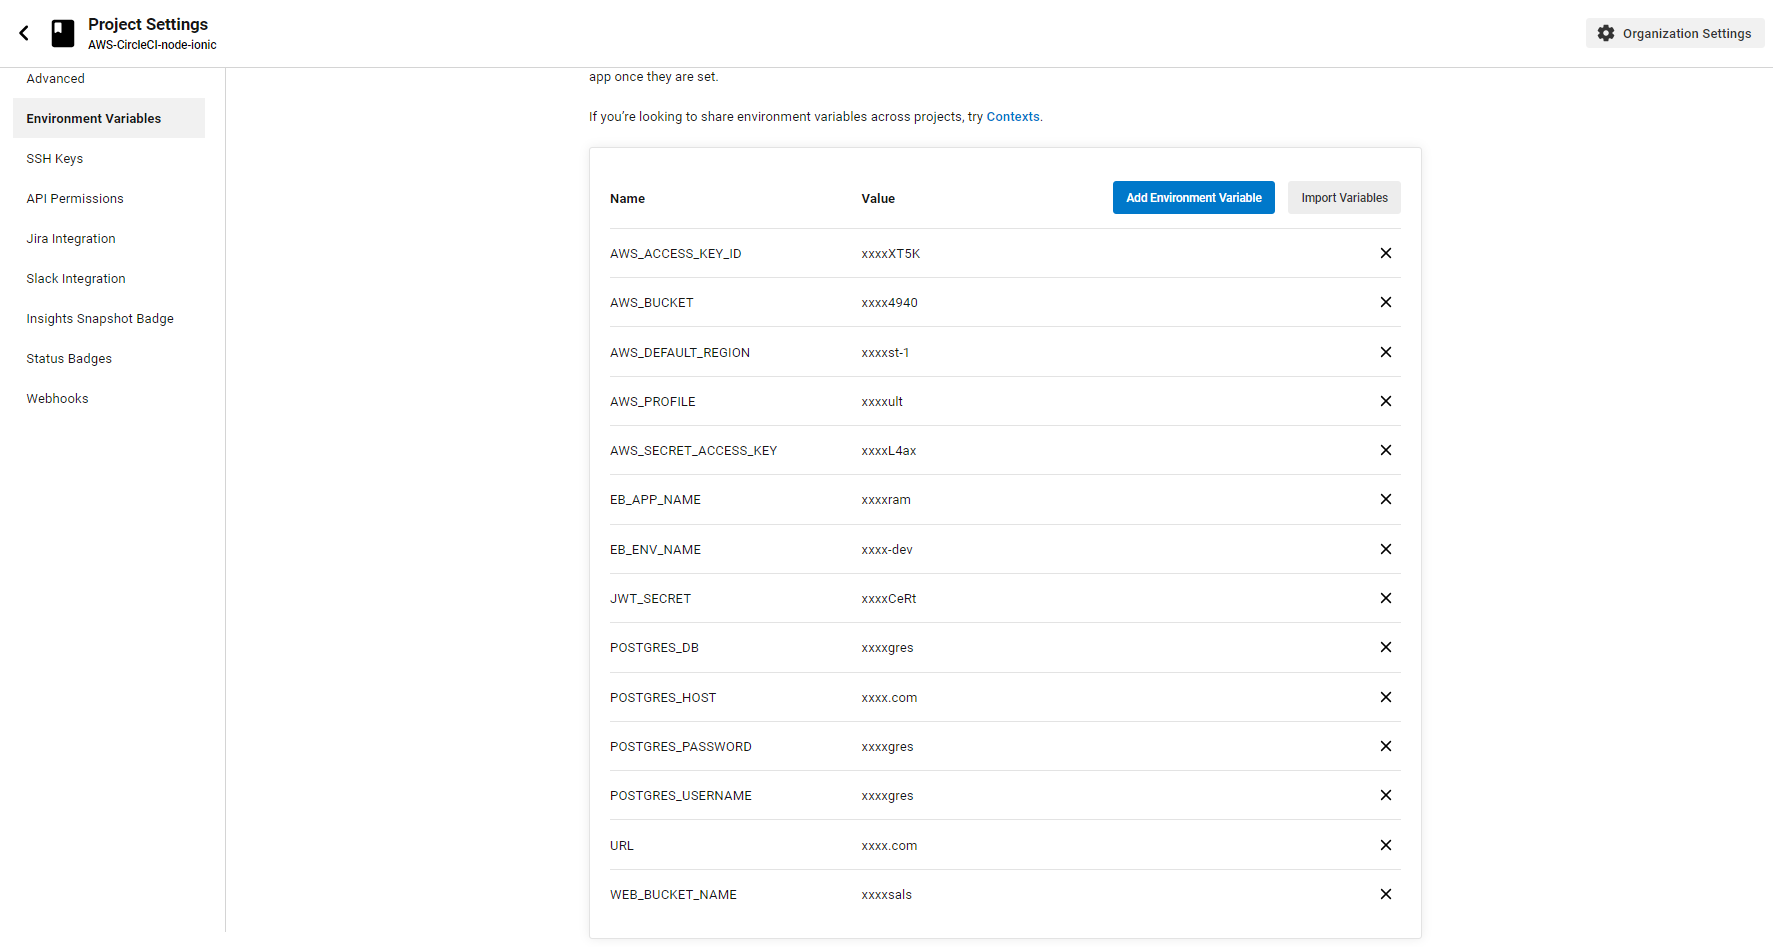 Project Settings
AWS-CircleCI-node-ionic
Organization Settings
Advanced
Environment Variables
SSH Keys
API Permissions
Jira Integration
Slack Integration
Insights Snapshot Badge
Status Badges
Webhooks
app once they are set.
If you’re looking to share environment variables across projects, try Contexts.
Name Value Add Environment Variable Import Variables
AWS_ACCESS_KEY_ID xxxxXT5K
AWS_BUCKET xxxx4940
AWS_DEFAULT_REGION xxxxst-1
AWS_PROFILE xxxxult
AWS_SECRET_ACCESS_KEY xxxxL4ax
EB_APP_NAME xxxxram
EB_ENV_NAME xxxx-dev
JWT_SECRET xxxxCeRt
POSTGRES_DB xxxxgres
POSTGRES_HOST xxxx.com
POSTGRES_PASSWORD xxxxgres
POSTGRES_USERNAME xxxxgres
URL xxxx.com
WEB_BUCKET_NAME xxxxsals